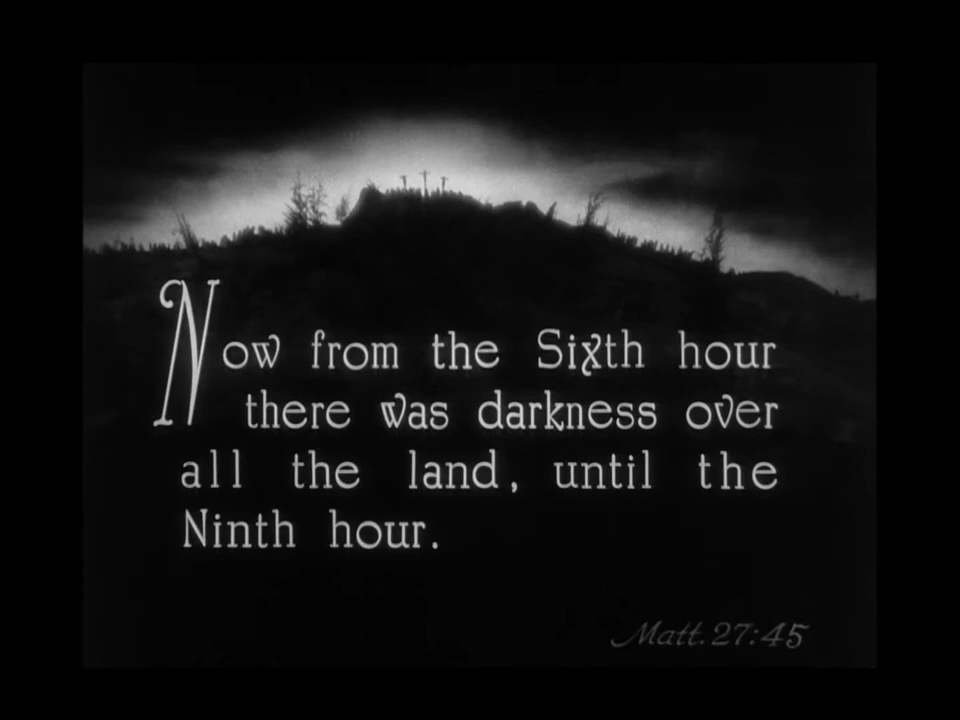 Now from the Sixth hour
there was darkness over
all the land, until the
Ninth hour.
Matt. 27:45